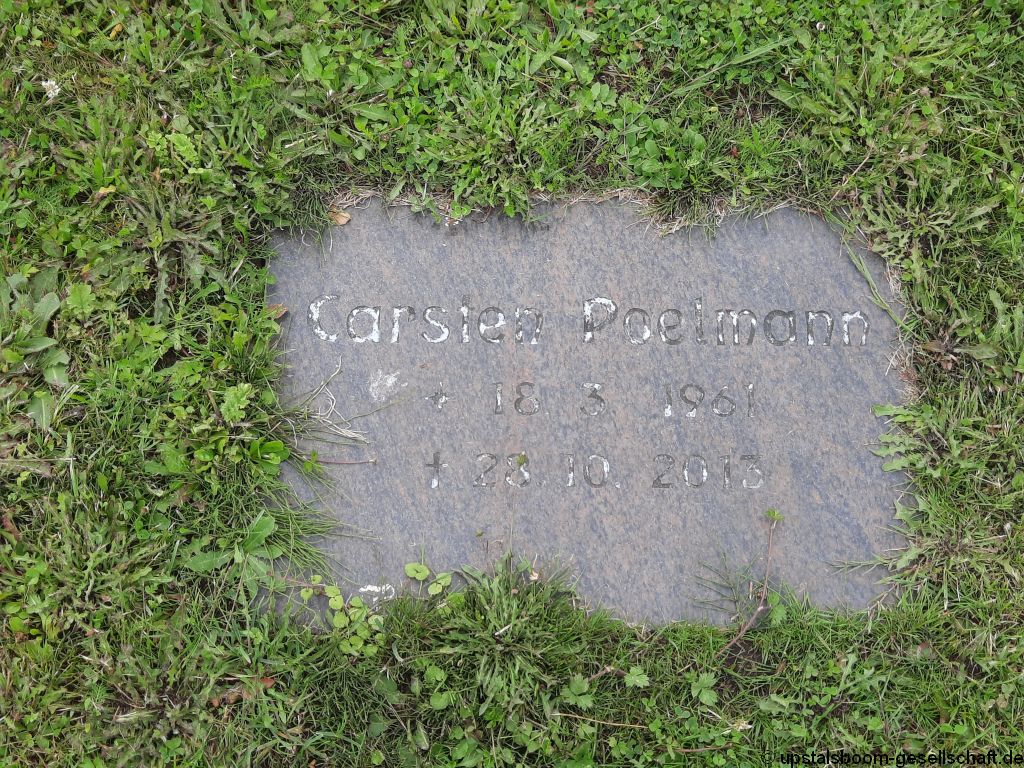 Carsten Poelmann
+ 18. 3. 1961
† 28. 10. 2013
© upstalsboom-gesellschaft.de